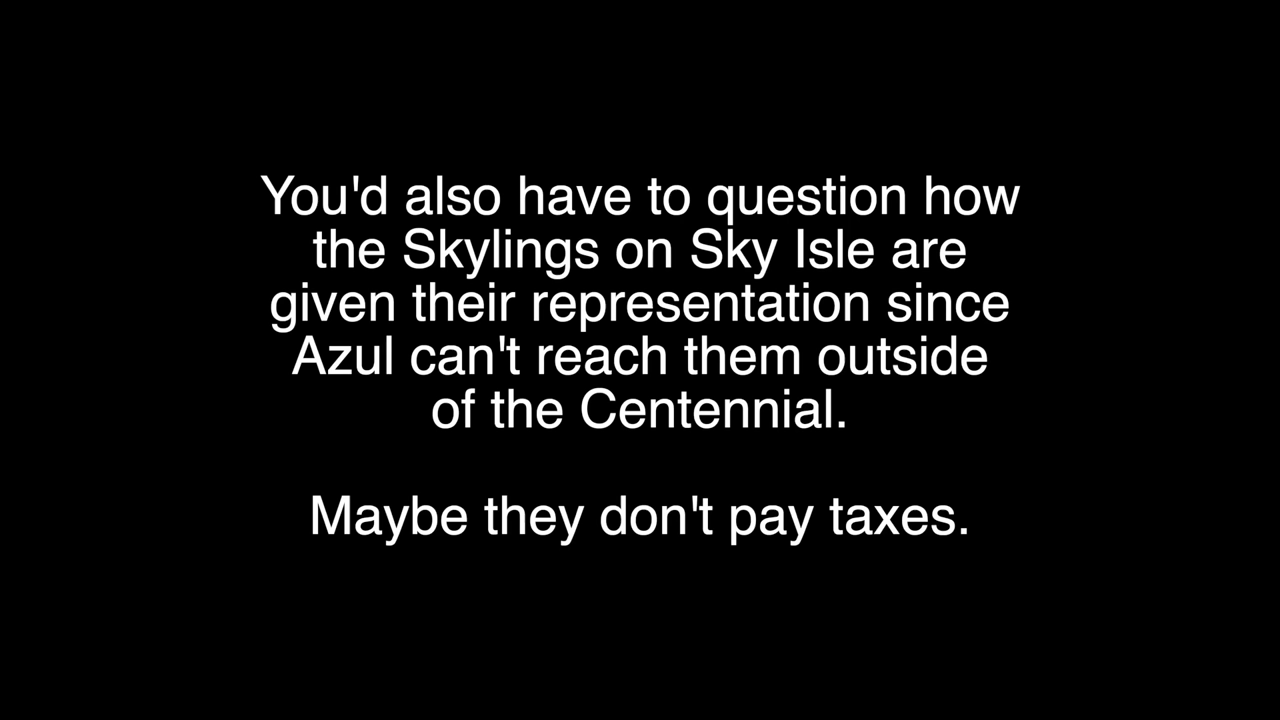 You'd also have to question how
the Skylings on Sky Isle are
given their representation since
Azul can't reach them outside
of the Centennial.
Maybe they don't pay taxes.